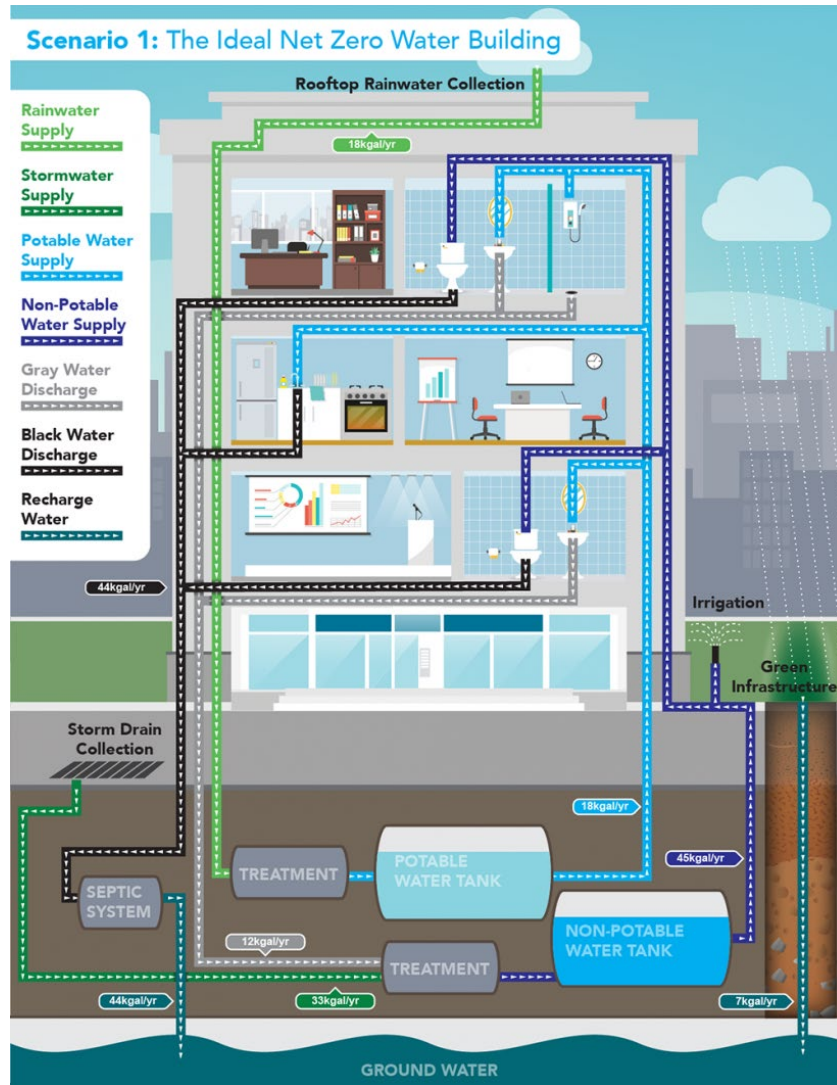 Scenario 1: The Ideal Net Zero Water Building
Rooftop Rainwater Collection
Rainwater
Supply
18kgal/yr
Stormwater
Supply
Potable Water
Supply
Non-Potable
Water Supply
Gray Water
Discharge
Black Water
Discharge
Recharge
Water
44kgal/yr
Irrigation
Green
Infrastructure
Storm Drain
Collection
18kgal/yr
45kgal/yr
TREATMENT
POTABLE
WATER TANK
SEPTIC
SYSTEM
NON-POTABLE
WATER TANK
12kgal/yr
TREATMENT
44kgal/yr
33kgal/yr
7kgal/yr
GROUND WATER